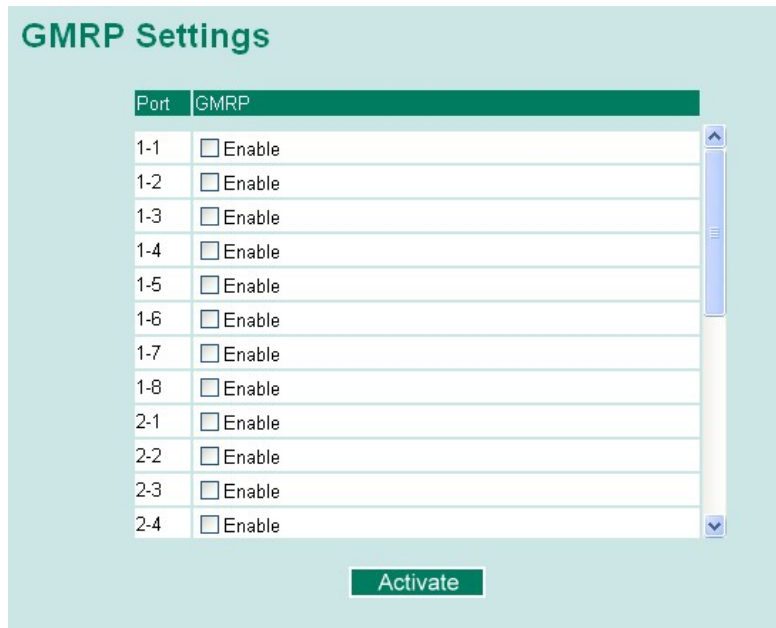 GMRP Settings
Port GMRP
1-1 Enable
1-2 Enable
1-3 Enable
1-4 Enable
1-5 Enable
1-6 Enable
1-7 Enable
1-8 Enable
2-1 Enable
2-2 Enable
2-3 Enable
2-4 Enable
Activate